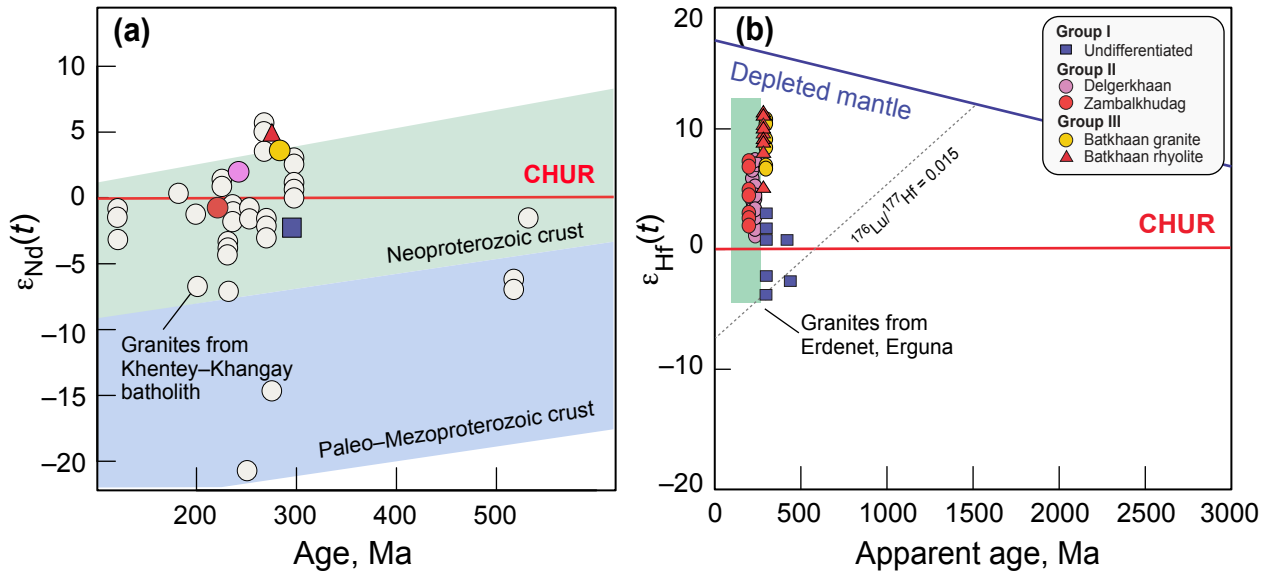 (a)
10
5
0
–5
–10
–15
–20
εNd(t)
CHUR
Neoproterozoic crust
Granites from
Khentey–Khangay
batholith
Paleo–Mezoproterozoic crust
200
300
400
500
Age, Ma
(b)
20
10
0
–10
–20
εHf(t)
Depleted mantle
Group I
Undifferentiated
Group II
Delgerkhaan
Zambalkhudag
Group III
Batkhaan granite
Batkhaan rhyolite
176Lu/177Hf = 0.015
CHUR
Granites from
Erdenet, Erguna
0
500
1000
1500
2000
2500
3000
Apparent age, Ma